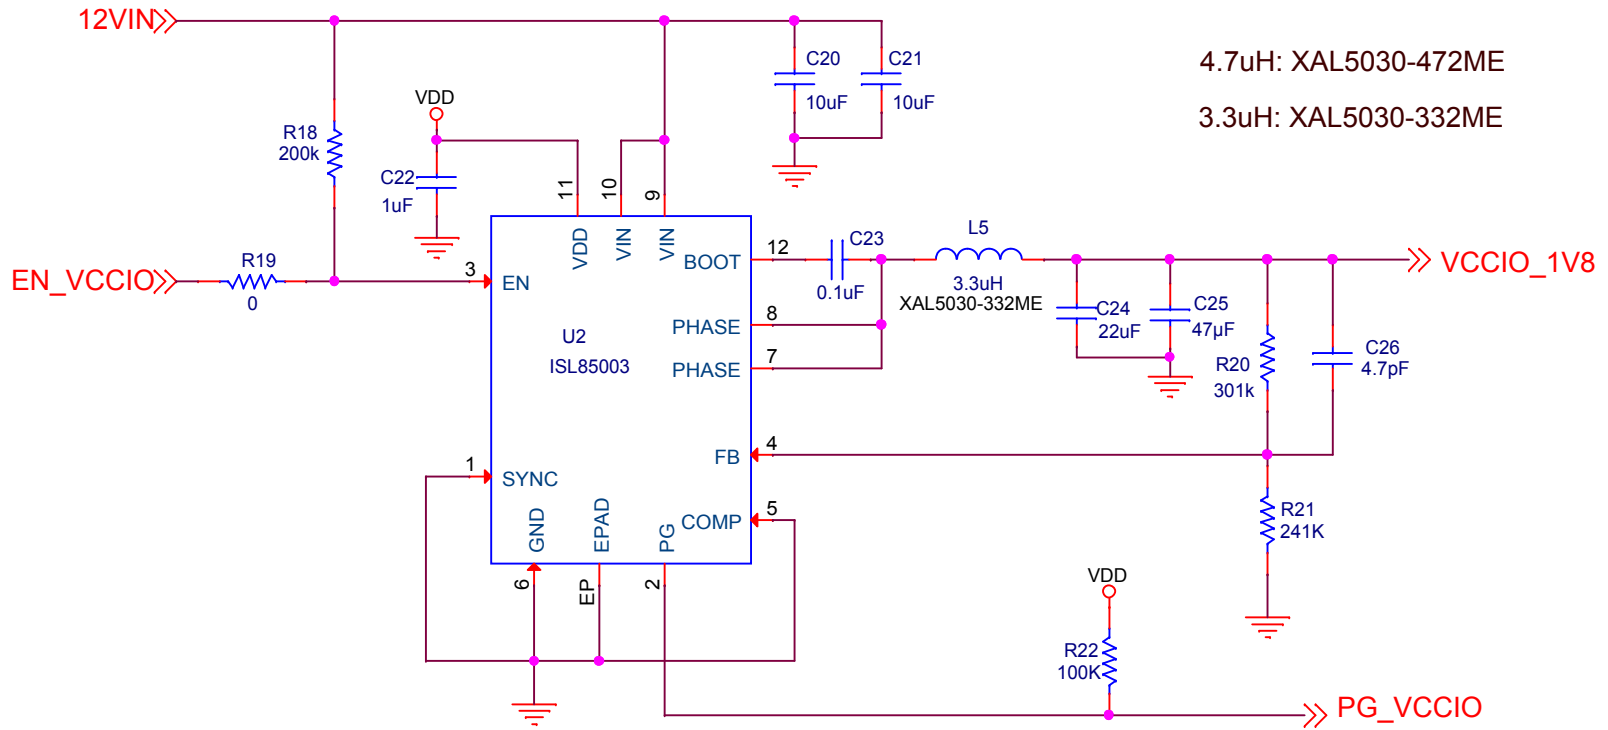 12VIN
4.7uH: XAL5030-472ME
3.3uH: XAL5030-332ME
C20
10uF
C21
10uF
VDD
R18
200k
C22
1uF
11
10
9
VDD
VIN
VIN
EN_VCCIO
R19
0
3
EN
BOOT
12
C23
0.1uF
L5
3.3uH
XAL5030-332ME
VCCIO_1V8
U2
ISL85003
PHASE
8
PHASE
7
C24
22uF
C25
47µF
R20
301k
C26
4.7pF
FB
4
1
SYNC
COMP
5
GND
EPAD
PG
6
EP
2
R21
241K
VDD
R22
100K
PG_VCCIO